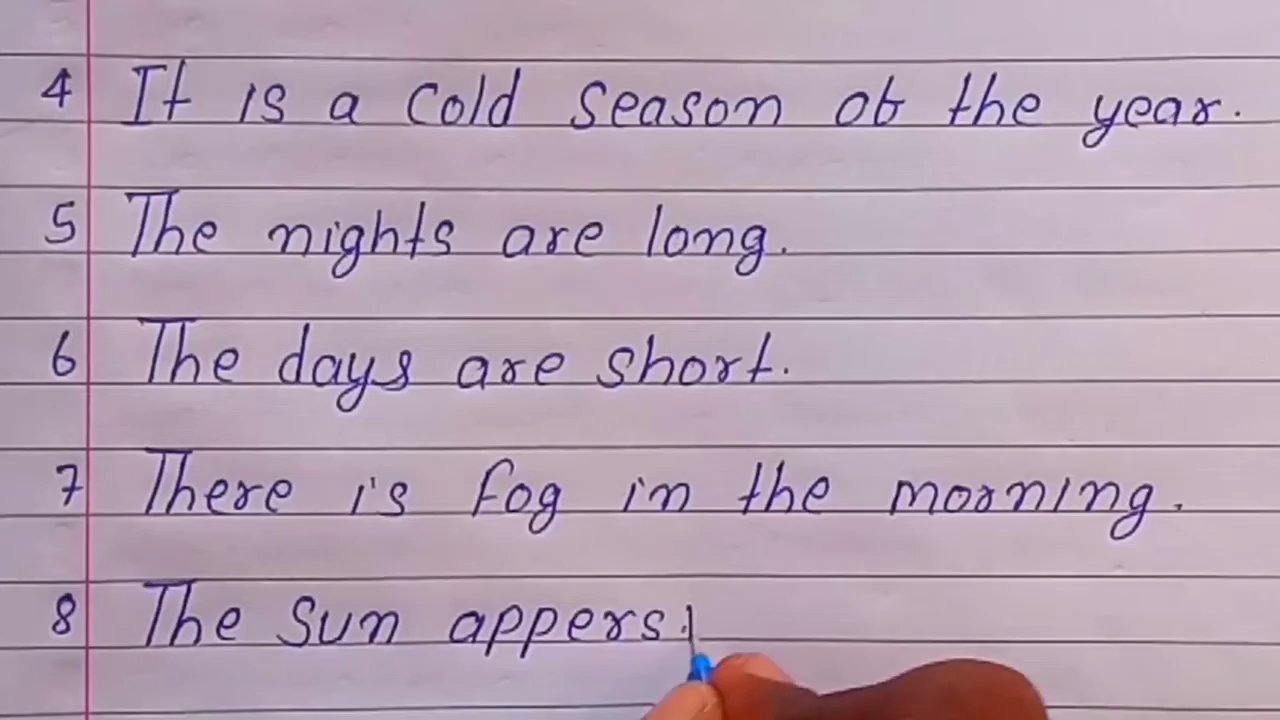 4 It is a cold season of the year.
5 The nights are long.
6 The days are short.
7 There is fog in the morning.
8 The Sun appers